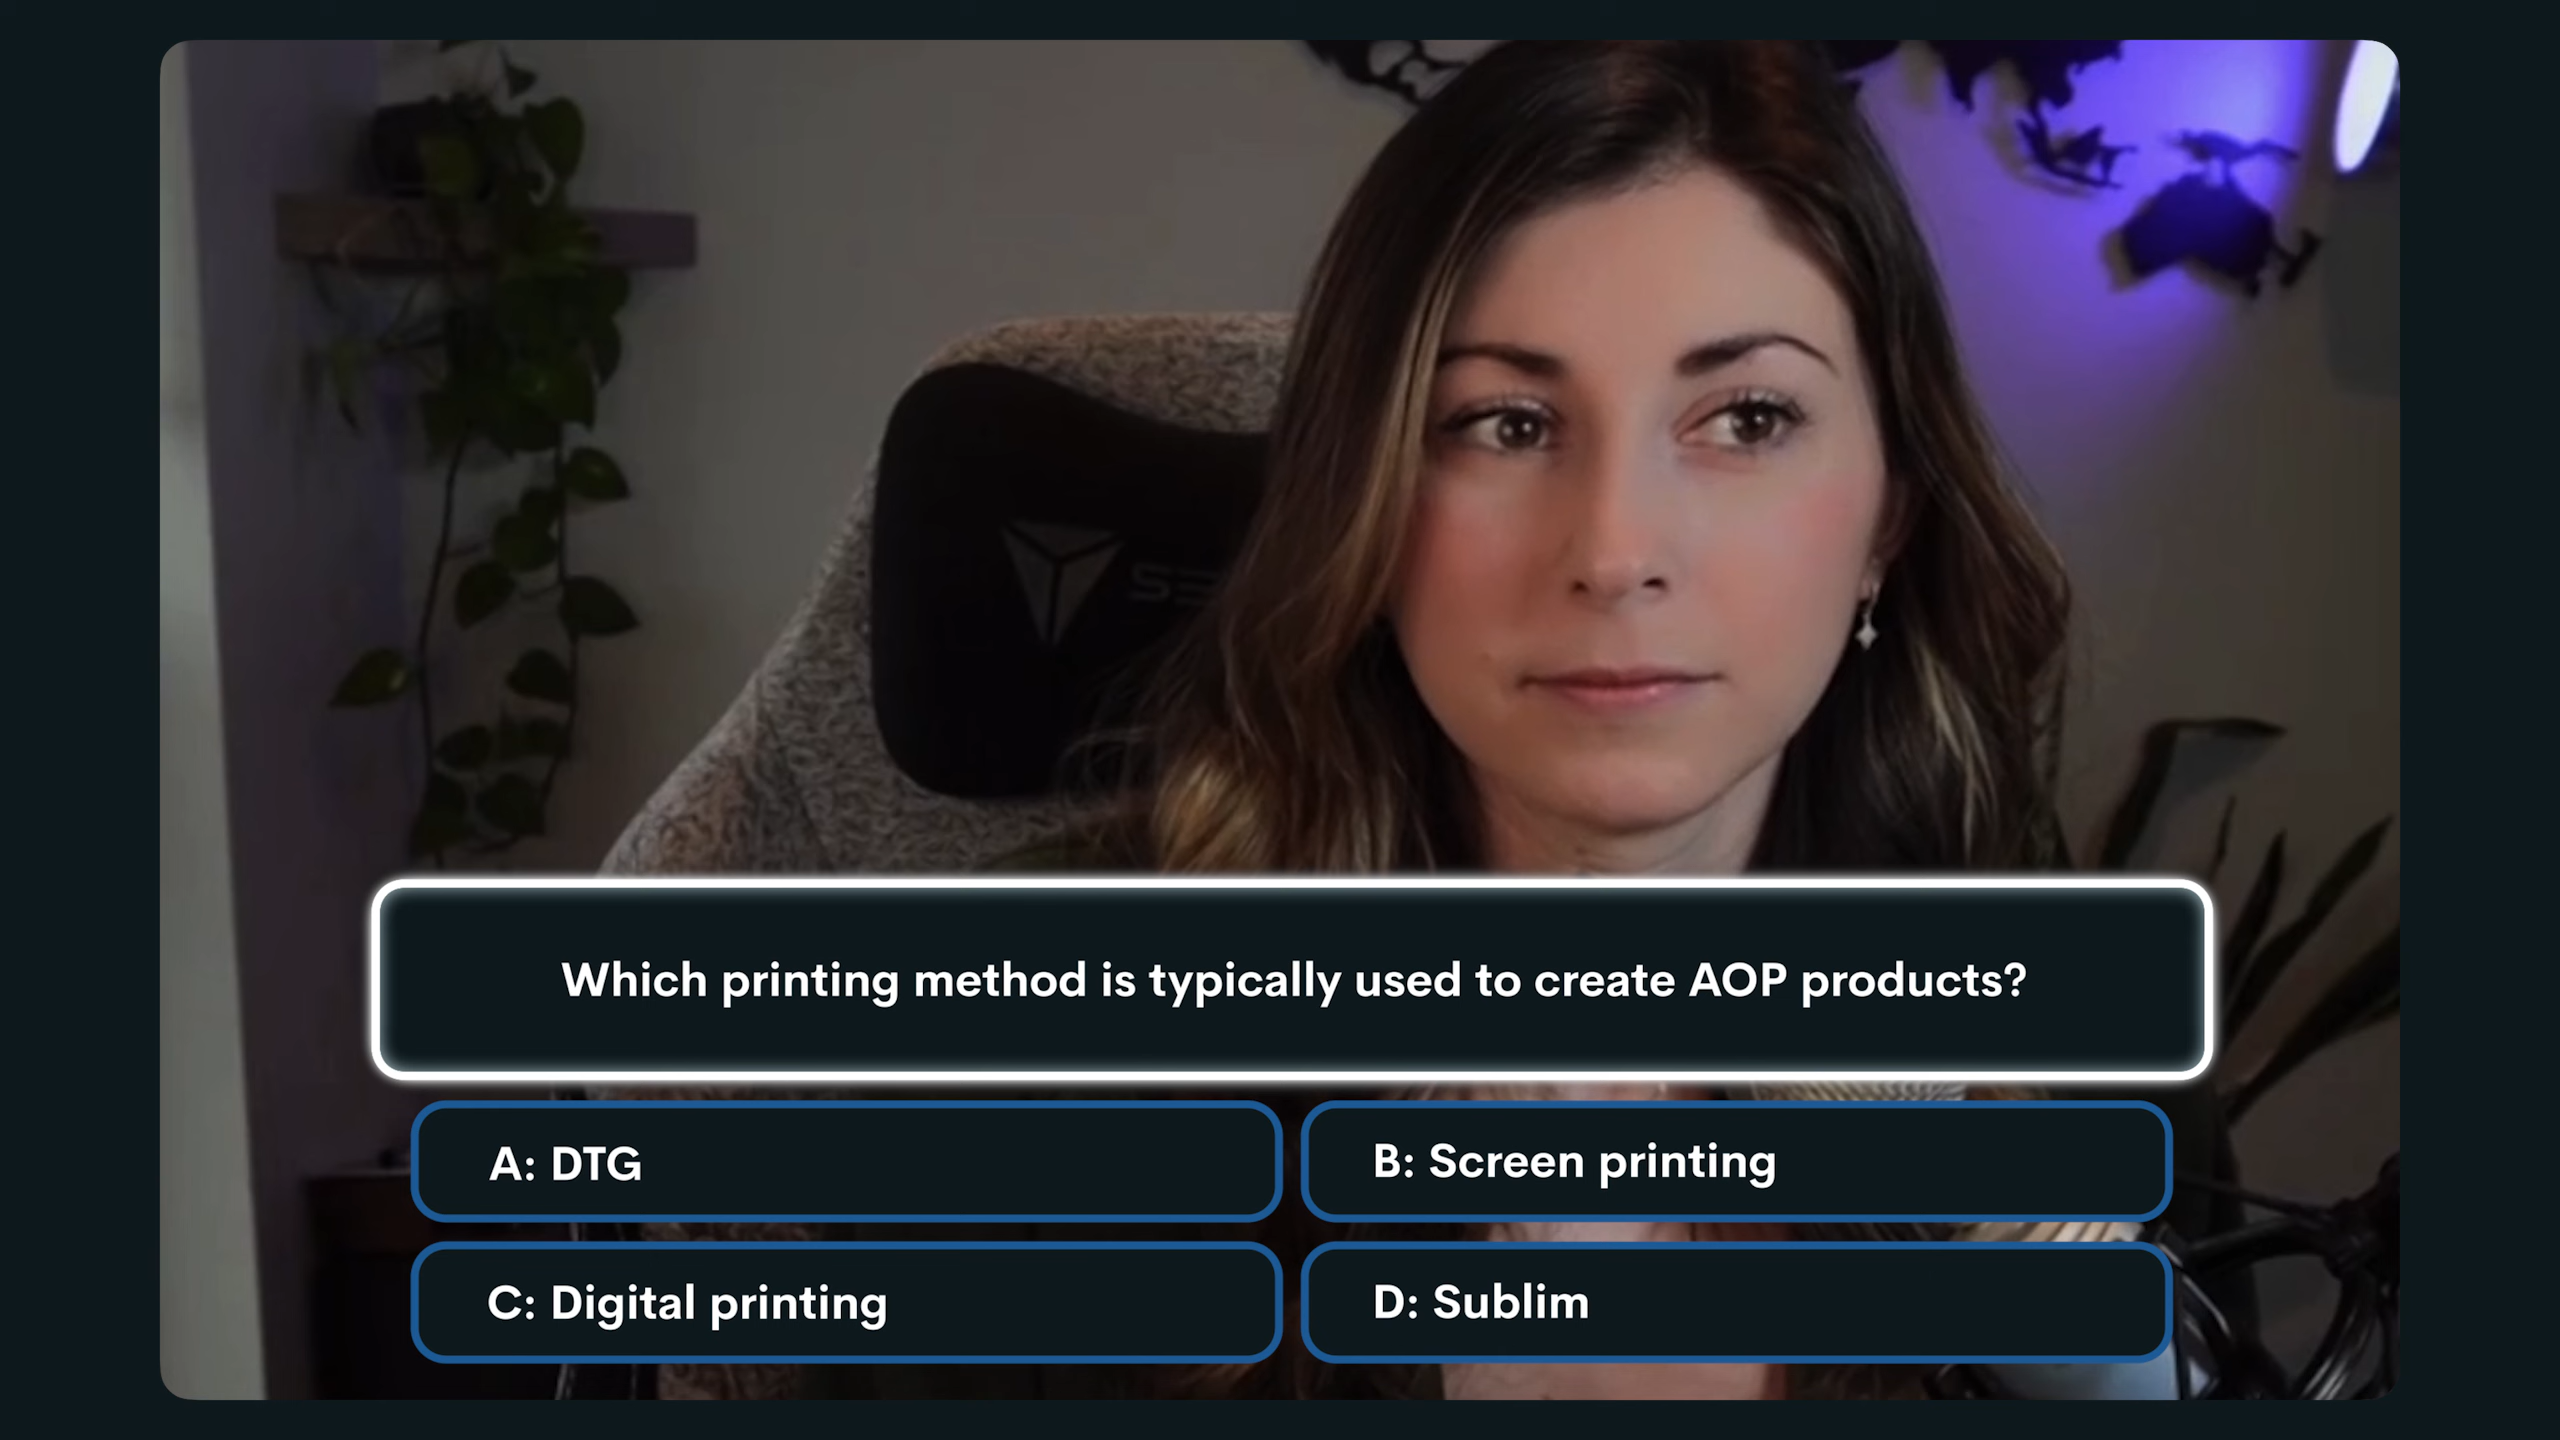 Which printing method is typically used to create AOP products?
A: DTG
B: Screen printing
C: Digital printing
D: Sublim